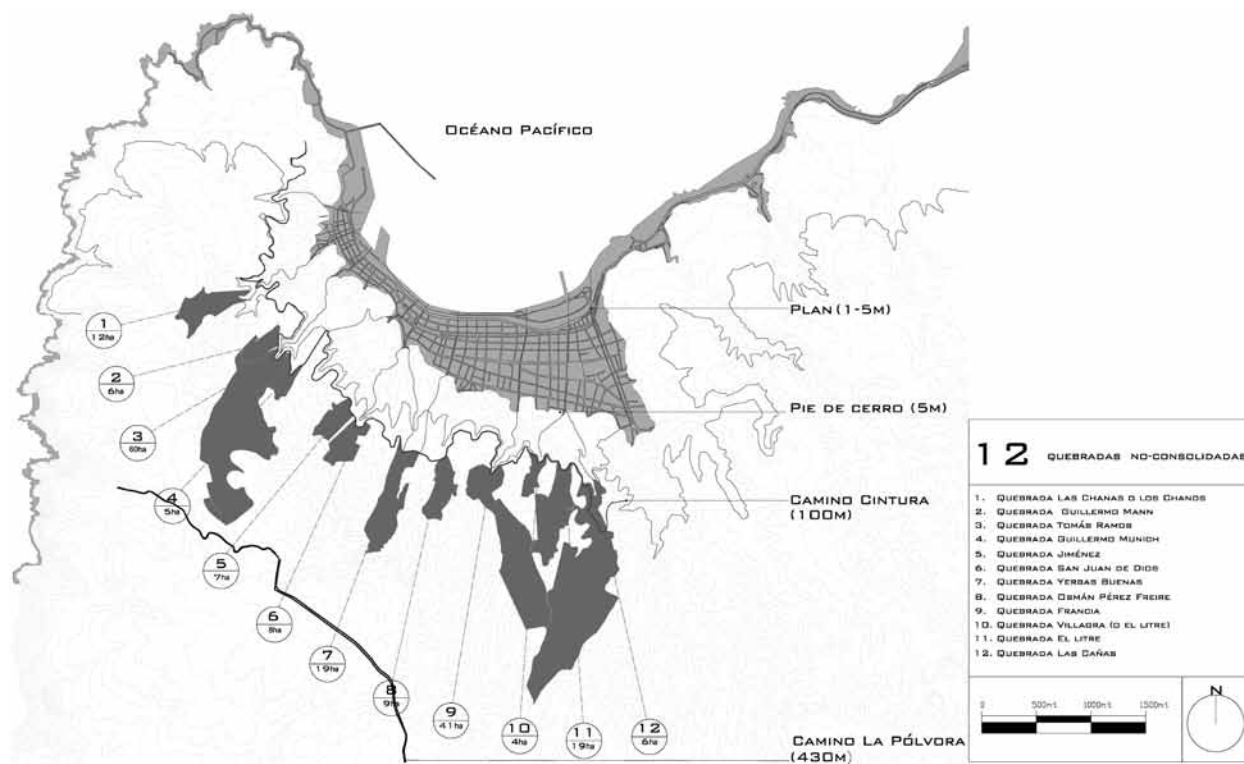 OCÉANO PACÍFICO
PLAN (1-5M)
PIE DE CERRO (5M)
CAMINO CINTURA
(100M)
CAMINO LA PÓLVORA
(430M)
1
12ha
2
6ha
3
60ha
4
5ha
5
7ha
6
8ha
7
19ha
8
9ha
9
41ha
10
4ha
11
19ha
12
6ha
12 QUEBRADAS NO-CONSOLIDADAS
1. QUEBRADA LAS CHANAS O LOS CHANOS
2. QUEBRADA GUILLERMO MANN
3. QUEBRADA TOMÁS RAMOS
4. QUEBRADA GUILLERMO MUNICH
5. QUEBRADA JIMÉNEZ
6. QUEBRADA SAN JUAN DE DIOS
7. QUEBRADA YERBAS BUENAS
8. QUEBRADA OSMÁN PÉREZ FREIRE
9. QUEBRADA FRANCIA
10. QUEBRADA VILLAGRA (O EL LITRE)
11. QUEBRADA EL LITRE
12. QUEBRADA LAS CAÑAS
0 500mt 1000mt 1500mt
N